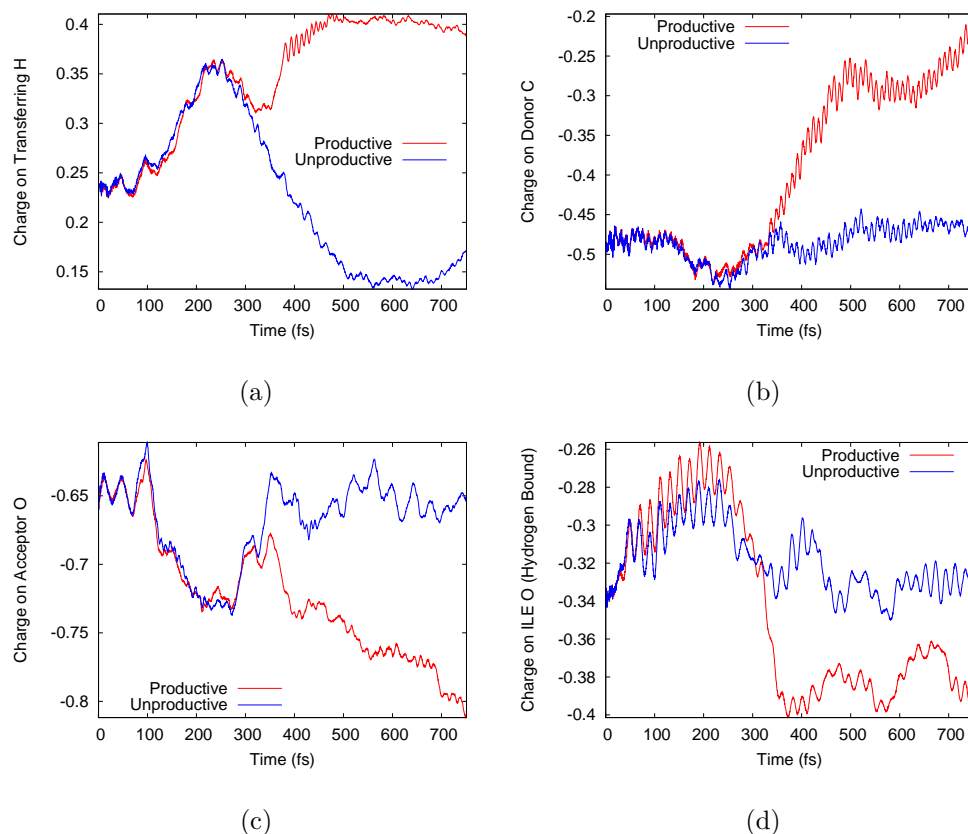 0.4
0.35
0.3
0.25
0.2
0.15
Charge on Transferring H
Productive
Unproductive
0 100 200 300 400 500 600 700
Time (fs)
(a)
-0.2
-0.25
-0.3
-0.35
-0.4
-0.45
-0.5
Charge on Donor C
Productive
Unproductive
0 100 200 300 400 500 600 700
Time (fs)
(b)
-0.65
-0.7
-0.75
-0.8
Charge on Acceptor O
Productive
Unproductive
0 100 200 300 400 500 600 700
Time (fs)
(c)
-0.26
-0.28
-0.3
-0.32
-0.34
-0.36
-0.38
-0.4
Charge on ILE O (Hydrogen Bound)
Productive
Unproductive
0 100 200 300 400 500 600 700
Time (fs)
(d)